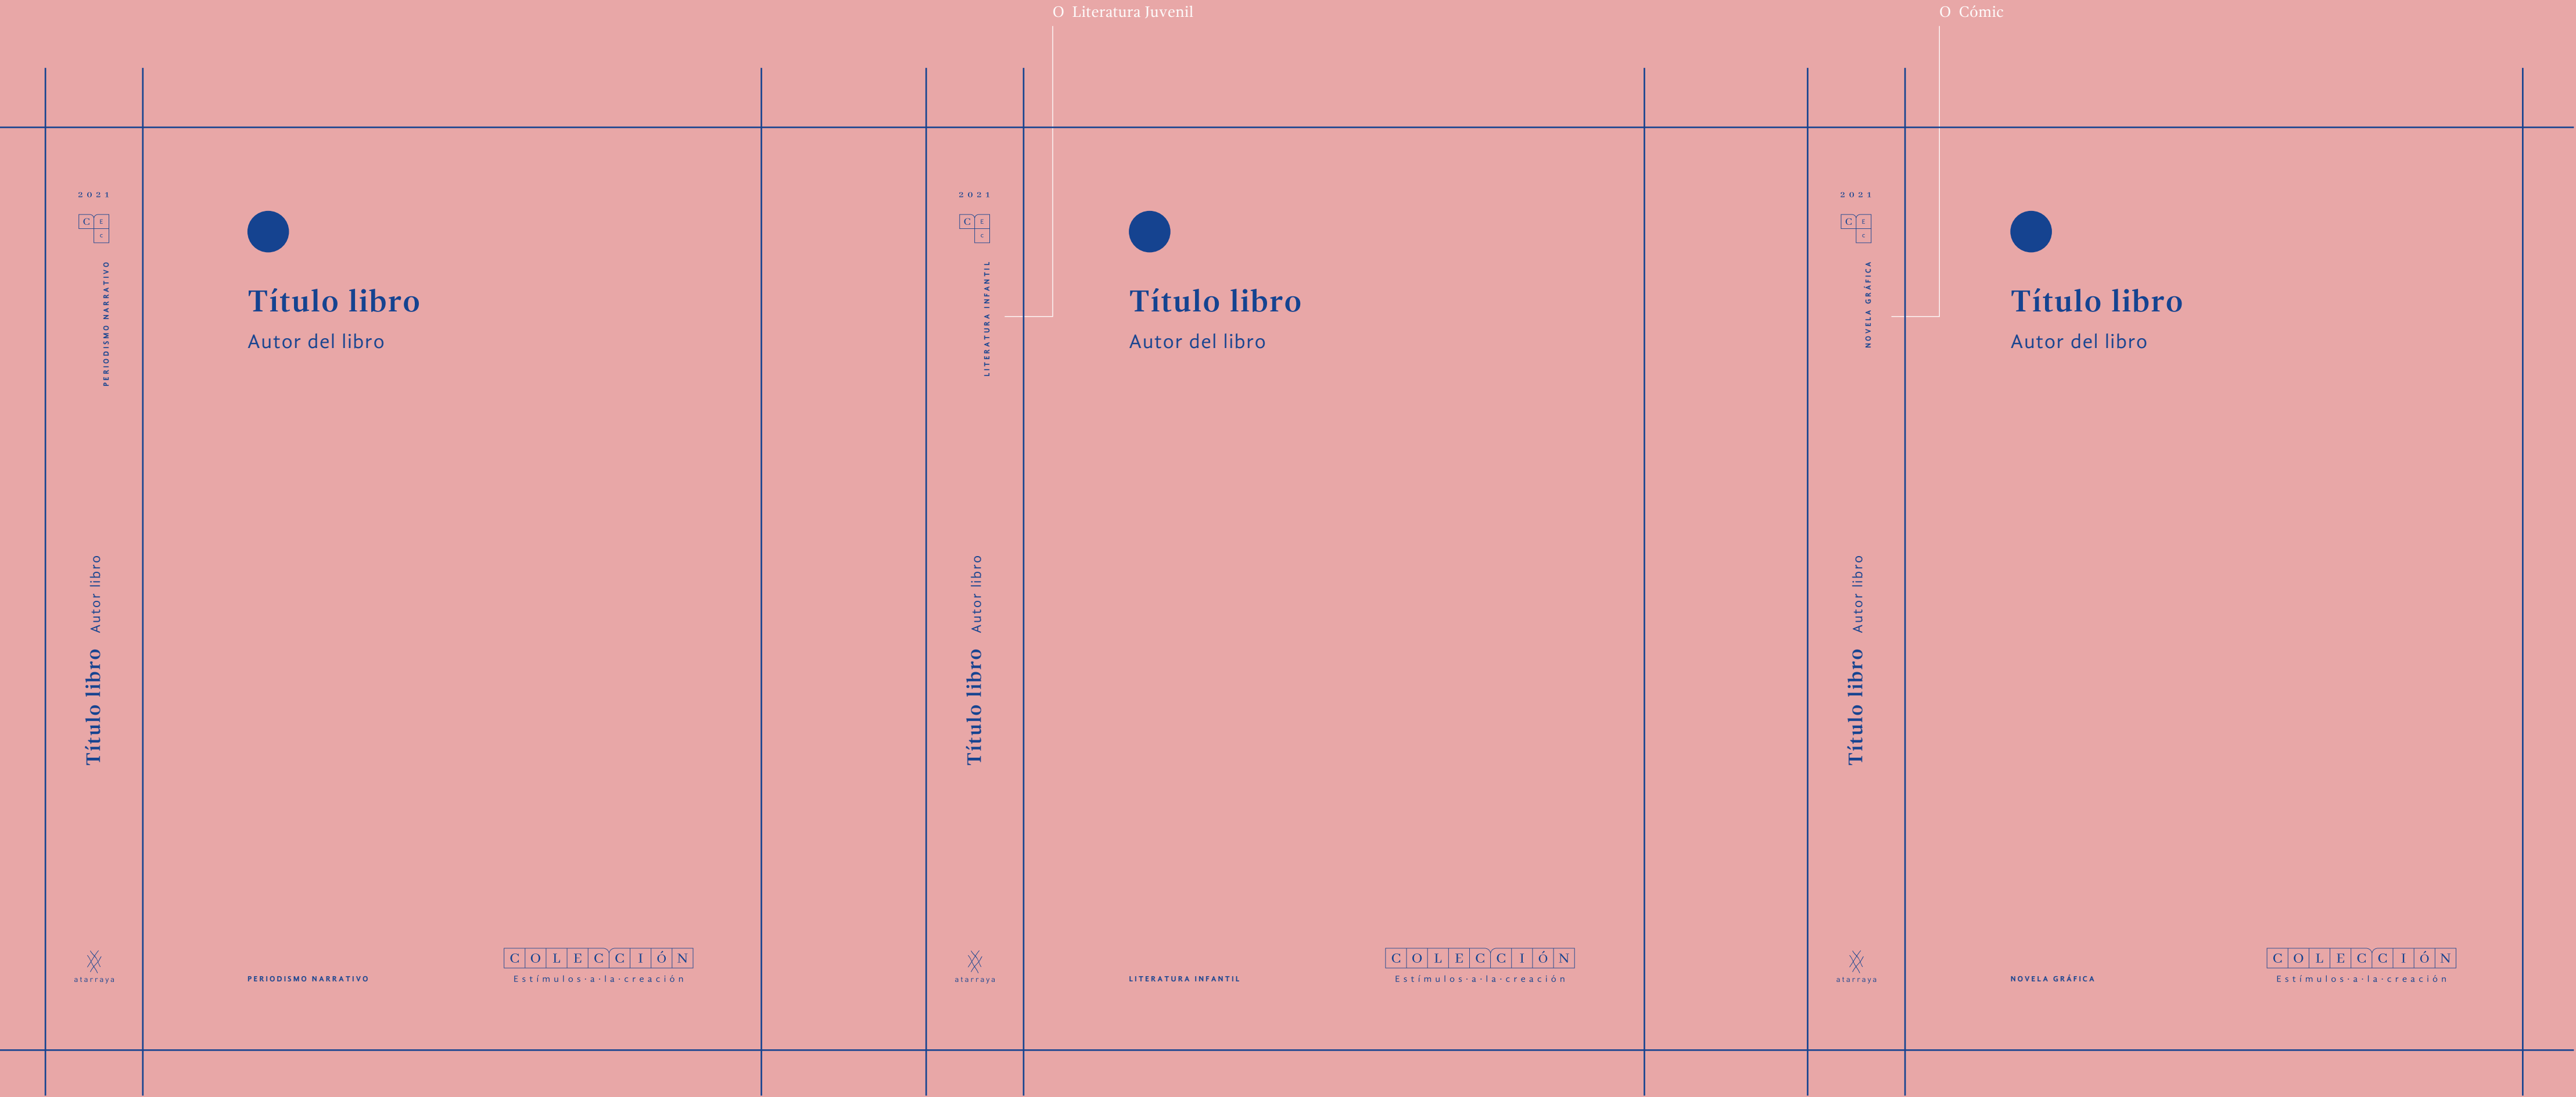 O Literatura Juvenil
O Cómic
2021
C E
C
PERIODISMO NARRATIVO
Título libro Autor libro
atarraya
Título libro
Autor del libro
PERIODISMO NARRATIVO
COLECCIÓN
Estímulos·a·la·creación
2021
C E
C
LITERATURA INFANTIL
Título libro Autor libro
atarraya
Título libro
Autor del libro
LITERATURA INFANTIL
COLECCIÓN
Estímulos·a·la·creación
2021
C E
C
NOVELA GRÁFICA
Título libro Autor libro
atarraya
Título libro
Autor del libro
NOVELA GRÁFICA
COLECCIÓN
Estímulos·a·la·creación